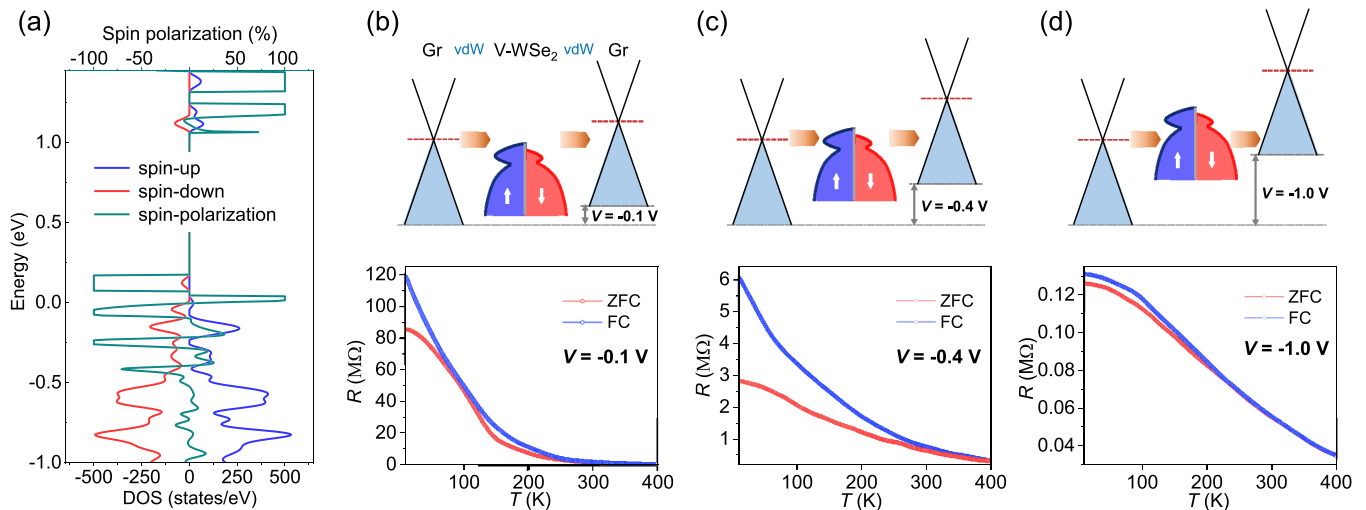 (a)
Spin polarization (%)
-100 -25 0 50 100
1.0
0.5
0.0
-0.5
-1.0
Energy (eV)
spin-up
spin-down
spin-polarization
-500 -250 0 250 500
DOS (states/eV)
(b)
Gr vdW V-WSe₂ vdW Gr
V = -0.1 V
120
100
80
60
40
20
0
R (MΩ)
ZFC
FC
V = -0.1 V
100 200 300 400
T (K)
(c)
V = -0.4 V
6
5
4
3
2
1
R (MΩ)
ZFC
FC
V = -0.4 V
100 200 300 400
T (K)
(d)
V = -1.0 V
0.12
0.10
0.08
0.06
0.04
R (MΩ)
ZFC
FC
V = -1.0 V
100 200 300 400
T (K)